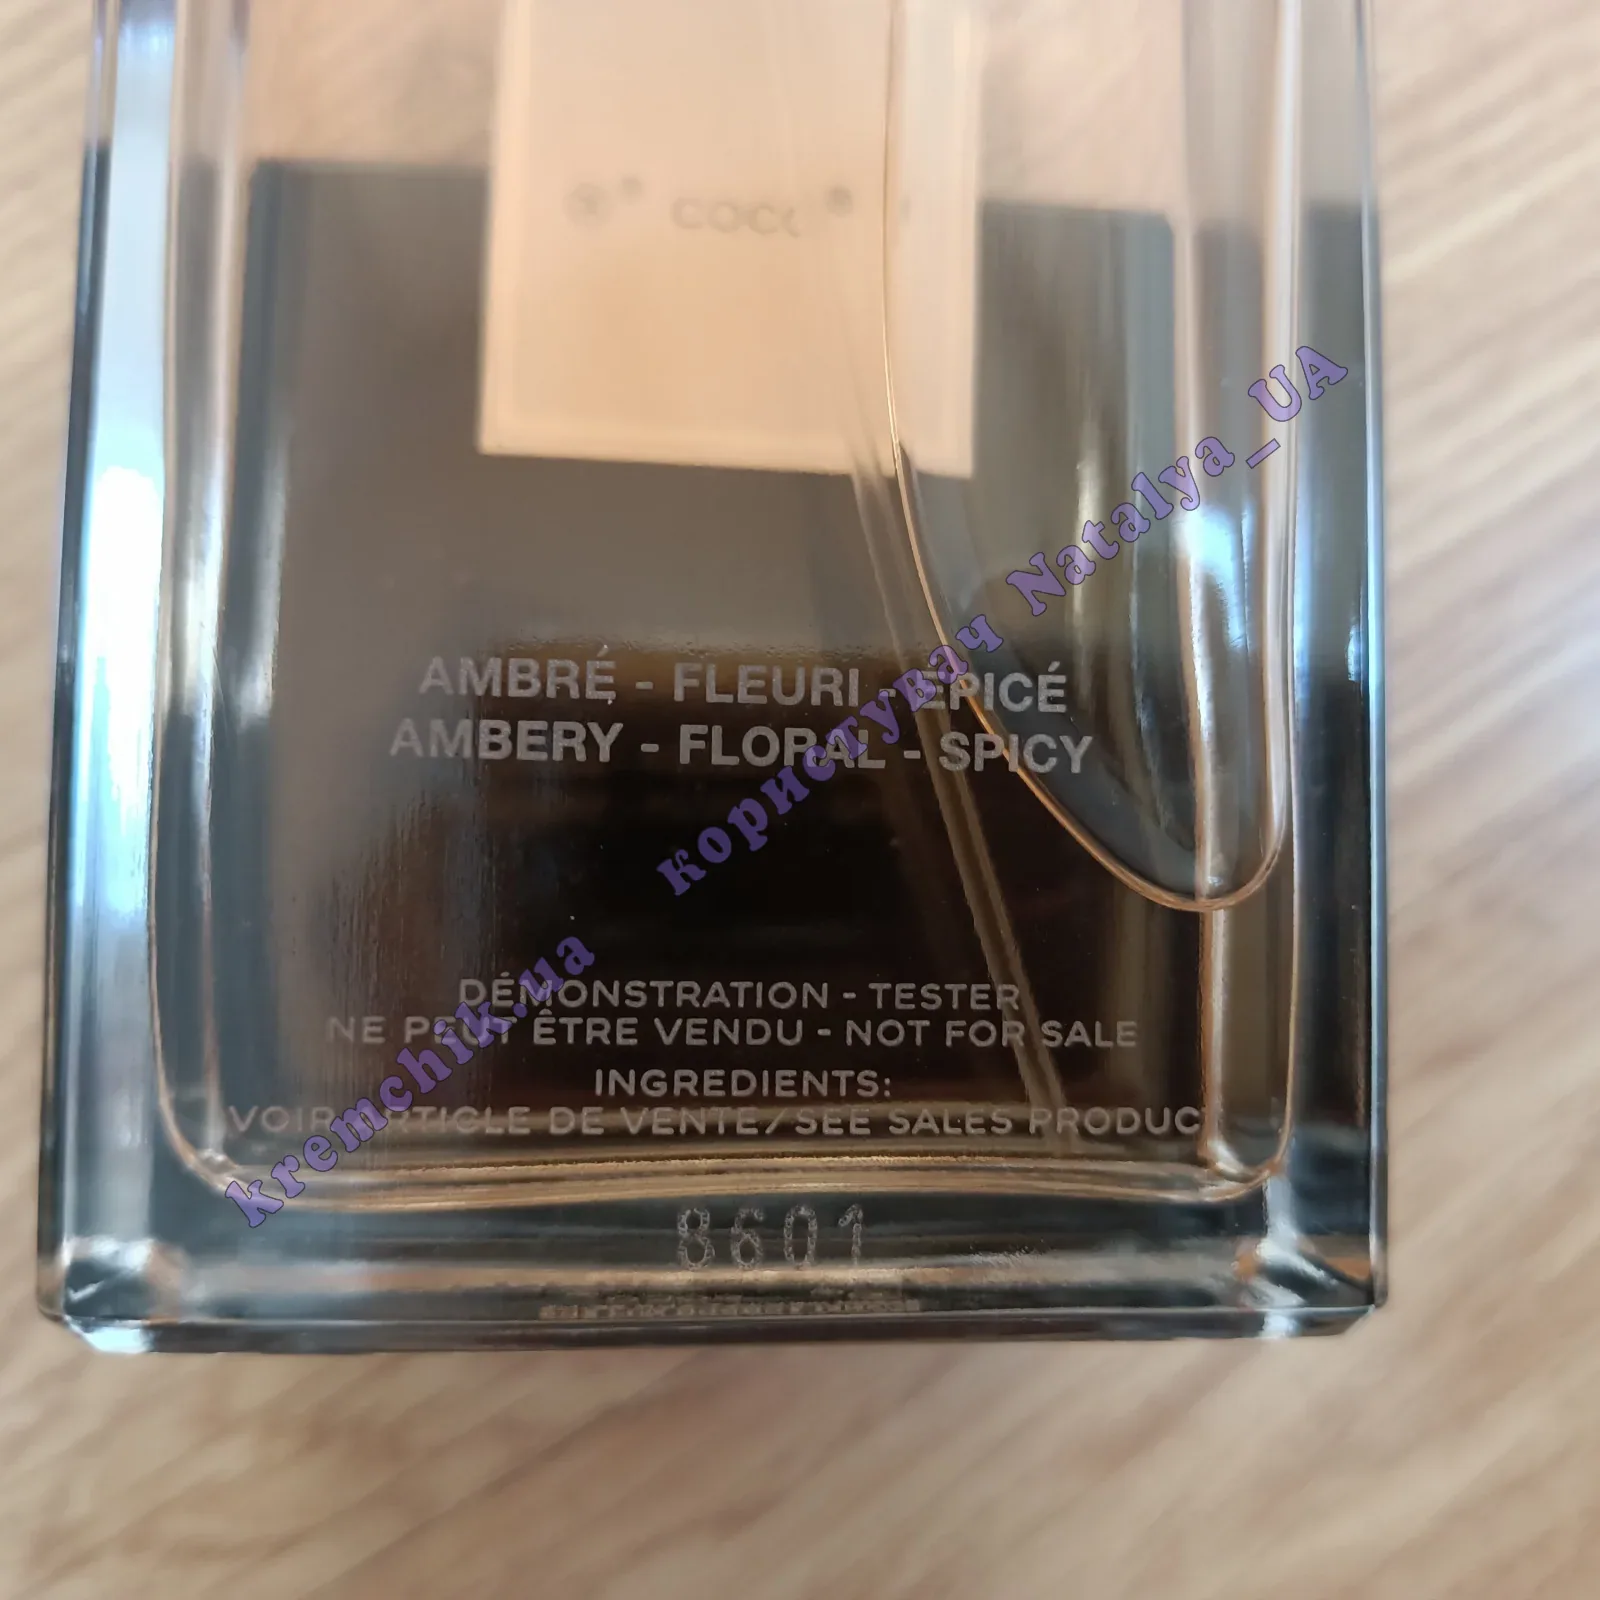 COCO
AMBRÉ - FLEURI - ÉPICÉ
AMBERY - FLORAL - SPICY
DÉMONSTRATION - TESTER
NE PEUT ÊTRE VENDU - NOT FOR SALE
INGREDIENTS:
VOIR ARTICLE DE VENTE/SEE SALES PRODUC
8601
kremchik.ua користувач Natalya_UA